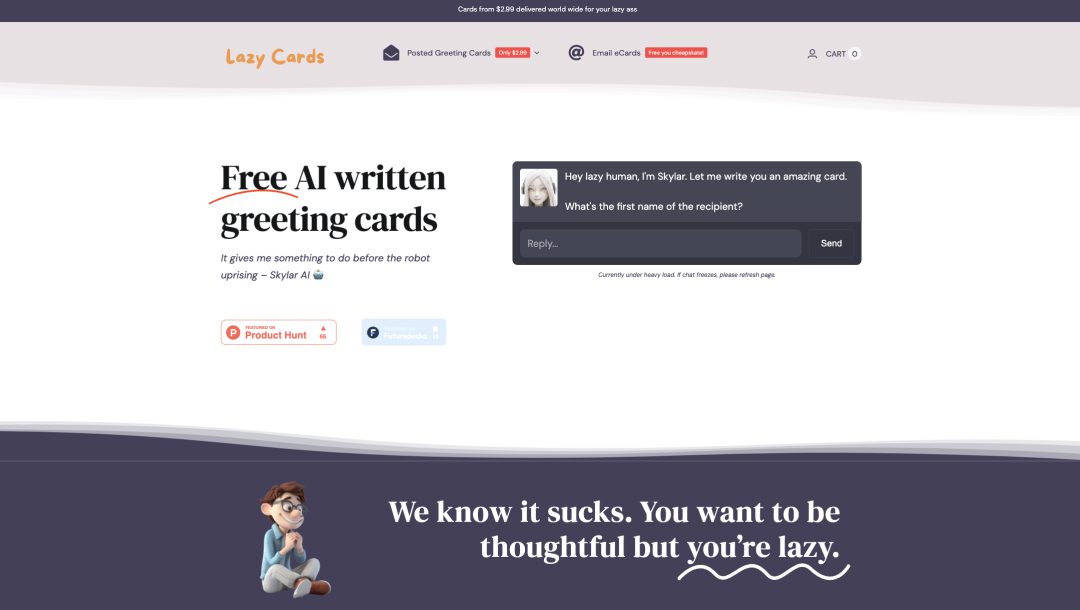 Cards from $2.99 delivered world wide for your lazy ass
Lazy Cards
Posted Greeting Cards Only $2.99
Email eCards Free you cheapskate!
CART 0
Free AI written
greeting cards
It gives me something to do before the robot
uprising – Skylar AI
FEATURED ON
Product Hunt
66
Hey lazy human, I'm Skylar. Let me write you an amazing card.
What's the first name of the recipient?
Reply...
Send
Currently under heavy load. If chat freezes, please refresh page.
We know it sucks. You want to be
thoughtful but you're lazy.